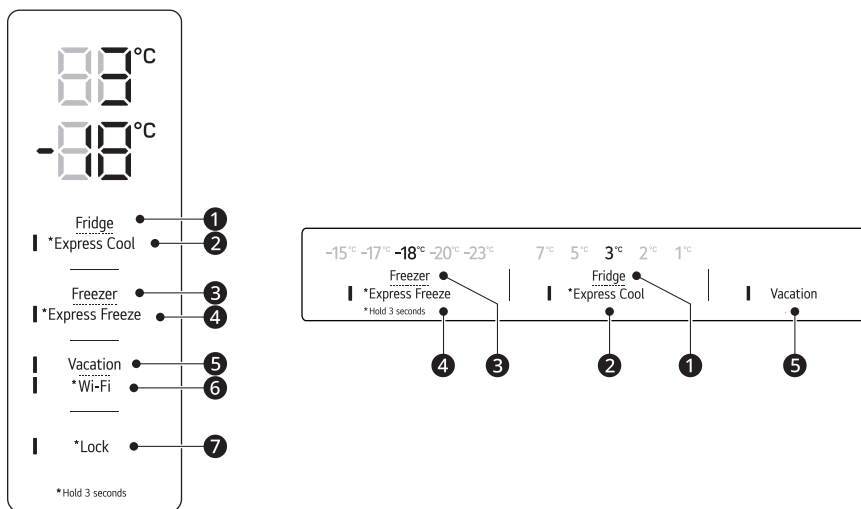 3°C
-18°C
Fridge
*Express Cool
Freezer
*Express Freeze
Vacation
*Wi-Fi
*Lock
*Hold 3 seconds
1
2
3
4
5
6
7
-15°C -17°C -18°C -20°C -23°C
Freezer
*Express Freeze
*Hold 3 seconds
7°C 5°C 3°C 2°C 1°C
Fridge
*Express Cool
Vacation
4
3
2
1
5